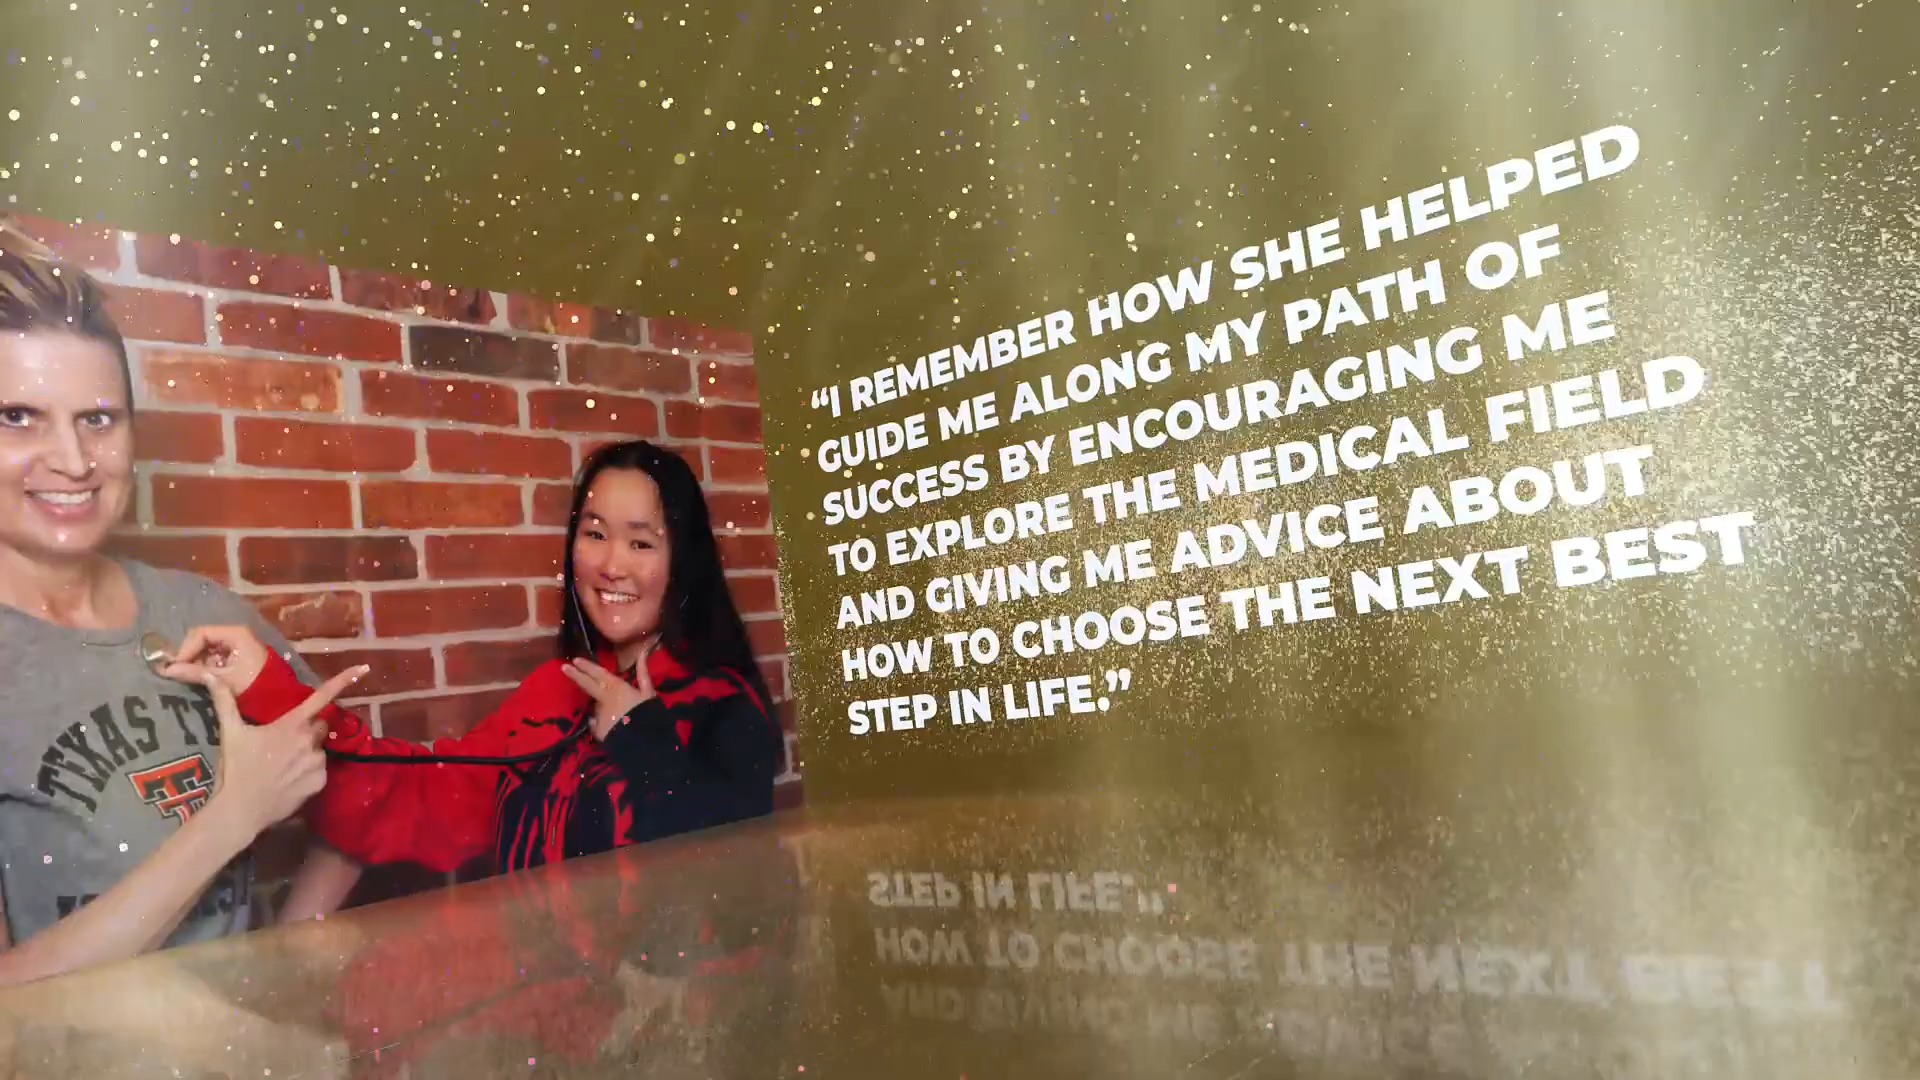 “I REMEMBER HOW SHE HELPED
GUIDE ME ALONG MY PATH OF
SUCCESS BY ENCOURAGING ME
TO EXPLORE THE MEDICAL FIELD
AND GIVING ME ADVICE ABOUT
HOW TO CHOOSE THE NEXT BEST
STEP IN LIFE.”
TEXAS